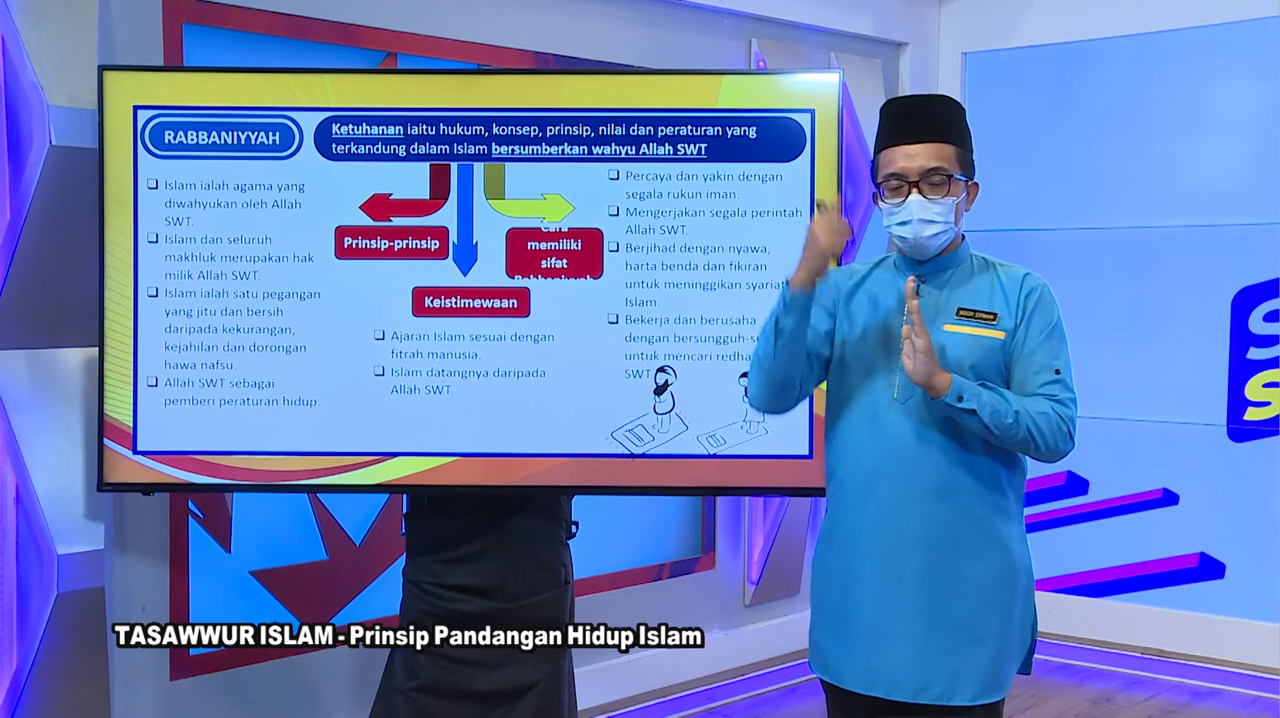 RABBANIYYAH
Ketuhanan iaitu hukum, konsep, prinsip, nilai dan peraturan yang
terkandung dalam Islam bersumberkan wahyu Allah SWT
❑ Islam ialah agama yang
diwahyukan oleh Allah
SWT.
❑ Islam dan seluruh
makhluk merupakan hak
milik Allah SWT.
❑ Islam ialah satu pegangan
yang jitu dan bersih
daripada kekurangan,
kejahilan dan dorongan
hawa nafsu.
❑ Allah SWT sebagai
pemberi peraturan hidup.
Prinsip-prinsip
Keistimewaan
❑ Ajaran Islam sesuai dengan
fitrah manusia.
❑ Islam datangnya daripada
Allah SWT.
Cara
memiliki
sifat
❑ Percaya dan yakin dengan
segala rukun iman.
❑ Mengerjakan segala perintah
Allah SWT.
❑ Berjihad dengan nyawa,
harta benda dan fikiran
untuk meninggikan syariat
Islam.
❑ Bekerja dan berusaha
dengan bersungguh-s
untuk mencari redha
SWT
TASAWWUR ISLAM - Prinsip Pandangan Hidup Islam